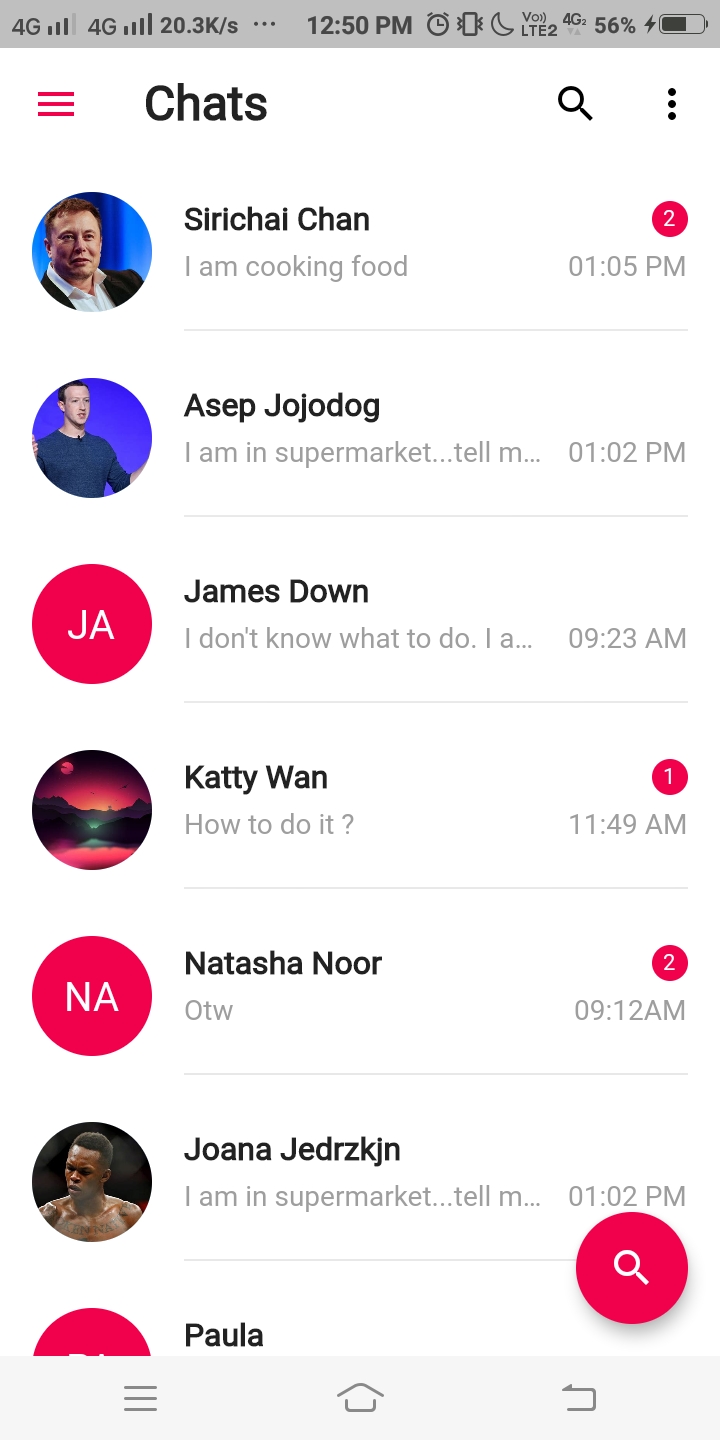 4G 4G 20.3K/s ... 12:50 PM Vo)) LTE2 4G2 56%
Chats
Sirichai Chan 2
I am cooking food 01:05 PM
Asep Jojodog
I am in supermarket...tell m... 01:02 PM
JA
James Down
I don't know what to do. I a... 09:23 AM
Katty Wan 1
How to do it ? 11:49 AM
NA
Natasha Noor 2
Otw 09:12AM
Joana Jedrzkjn
I am in supermarket...tell m... 01:02 PM
Paula